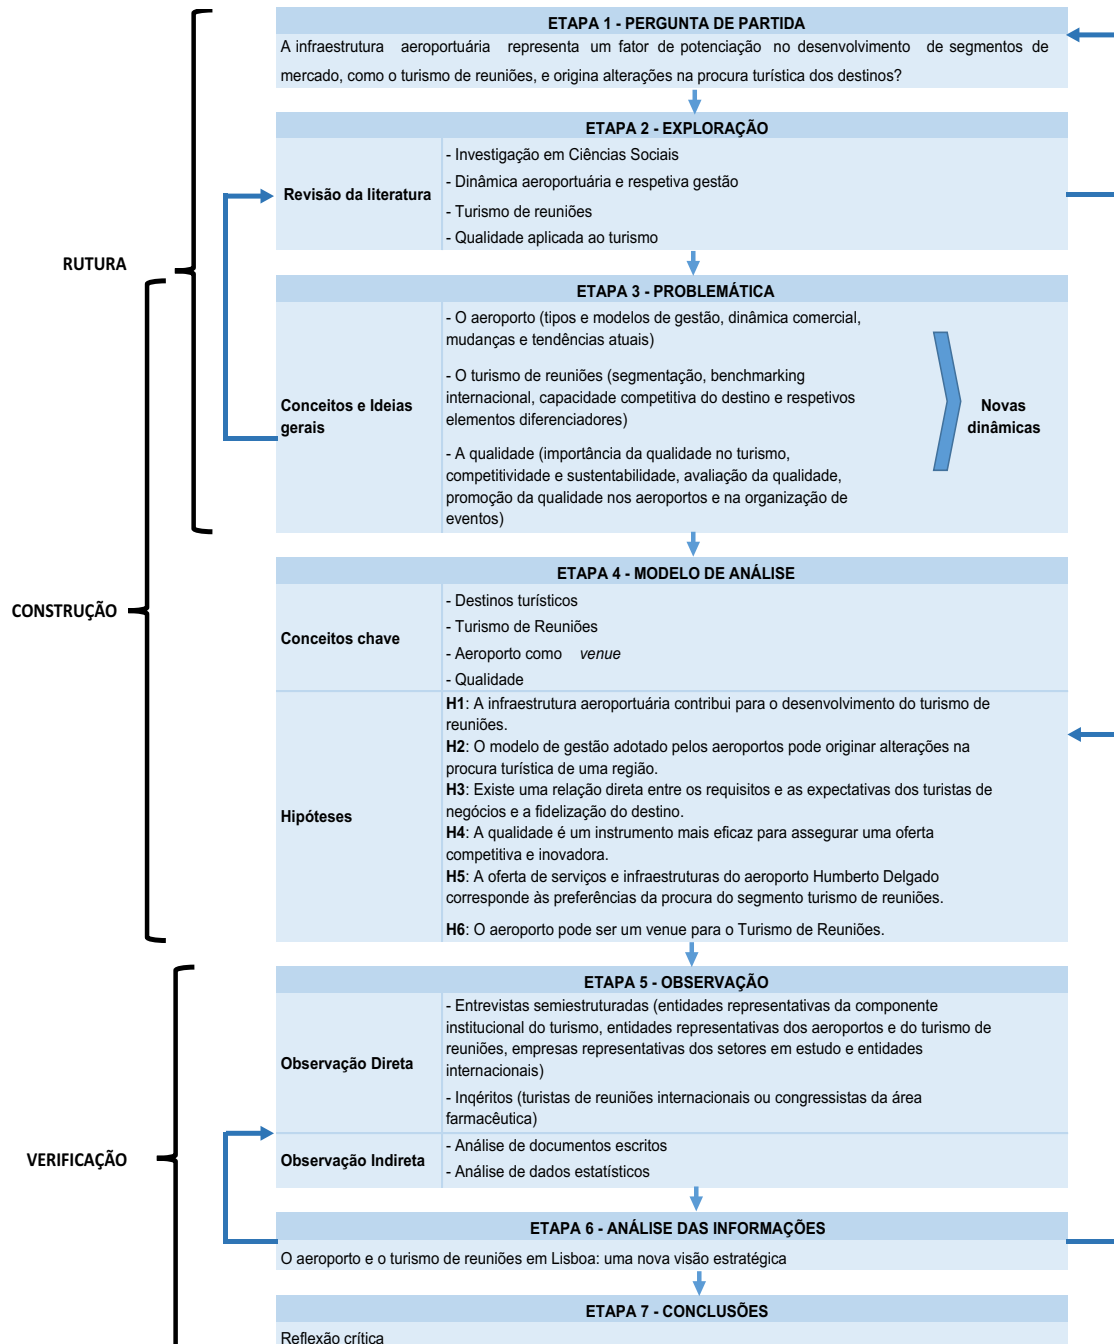 ETAPA 1 - PERGUNTA DE PARTIDA
A infraestrutura aeroportuária representa um fator de potenciação no desenvolvimento de segmentos de
mercado, como o turismo de reuniões, e origina alterações na procura turística dos destinos?
ETAPA 2 - EXPLORAÇÃO
Revisão da literatura
- Investigação em Ciências Sociais
- Dinâmica aeroportuária e respetiva gestão
- Turismo de reuniões
- Qualidade aplicada ao turismo
RUTURA
ETAPA 3 - PROBLEMÁTICA
Conceitos e Ideias
gerais
- O aeroporto (tipos e modelos de gestão, dinâmica comercial,
mudanças e tendências atuais)
- O turismo de reuniões (segmentação, benchmarking
internacional, capacidade competitiva do destino e respetivos
elementos diferenciadores)
- A qualidade (importância da qualidade no turismo,
competitividade e sustentabilidade, avaliação da qualidade,
promoção da qualidade nos aeroportos e na organização de
eventos)
Novas
dinâmicas
CONSTRUÇÃO
ETAPA 4 - MODELO DE ANÁLISE
Conceitos chave
- Destinos turísticos
- Turismo de Reuniões
- Aeroporto como venue
- Qualidade
Hipóteses
H1: A infraestrutura aeroportuária contribui para o desenvolvimento do turismo de
reuniões.
H2: O modelo de gestão adotado pelos aeroportos pode originar alterações na
procura turística de uma região.
H3: Existe uma relação direta entre os requisitos e as expectativas dos turistas de
negócios e a fidelização do destino.
H4: A qualidade é um instrumento mais eficaz para assegurar uma oferta
competitiva e inovadora.
H5: A oferta de serviços e infraestruturas do aeroporto Humberto Delgado
corresponde às preferências da procura do segmento turismo de reuniões.
H6: O aeroporto pode ser um venue para o Turismo de Reuniões.
VERIFICAÇÃO
ETAPA 5 - OBSERVAÇÃO
Observação Direta
- Entrevistas semiestruturadas (entidades representativas da componente
institucional do turismo, entidades representativas dos aeroportos e do turismo de
reuniões, empresas representativas dos setores em estudo e entidades
internacionais)
- Inqéritos (turistas de reuniões internacionais ou congressistas da área
farmacêutica)
Observação Indireta
- Análise de documentos escritos
- Análise de dados estatísticos
ETAPA 6 - ANÁLISE DAS INFORMAÇÕES
O aeroporto e o turismo de reuniões em Lisboa: uma nova visão estratégica
ETAPA 7 - CONCLUSÕES
Reflexão crítica